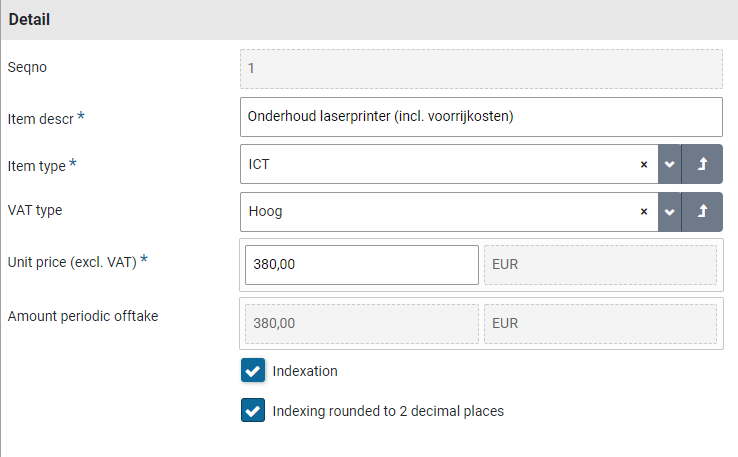 Detail
Seqno
1
Item descr *
Onderhoud laserprinter (incl. voorrijkosten)
Item type *
ICT
×
VAT type
Hoog
×
Unit price (excl. VAT) *
380,00
EUR
Amount periodic offtake
380,00
EUR
Indexation
Indexing rounded to 2 decimal places